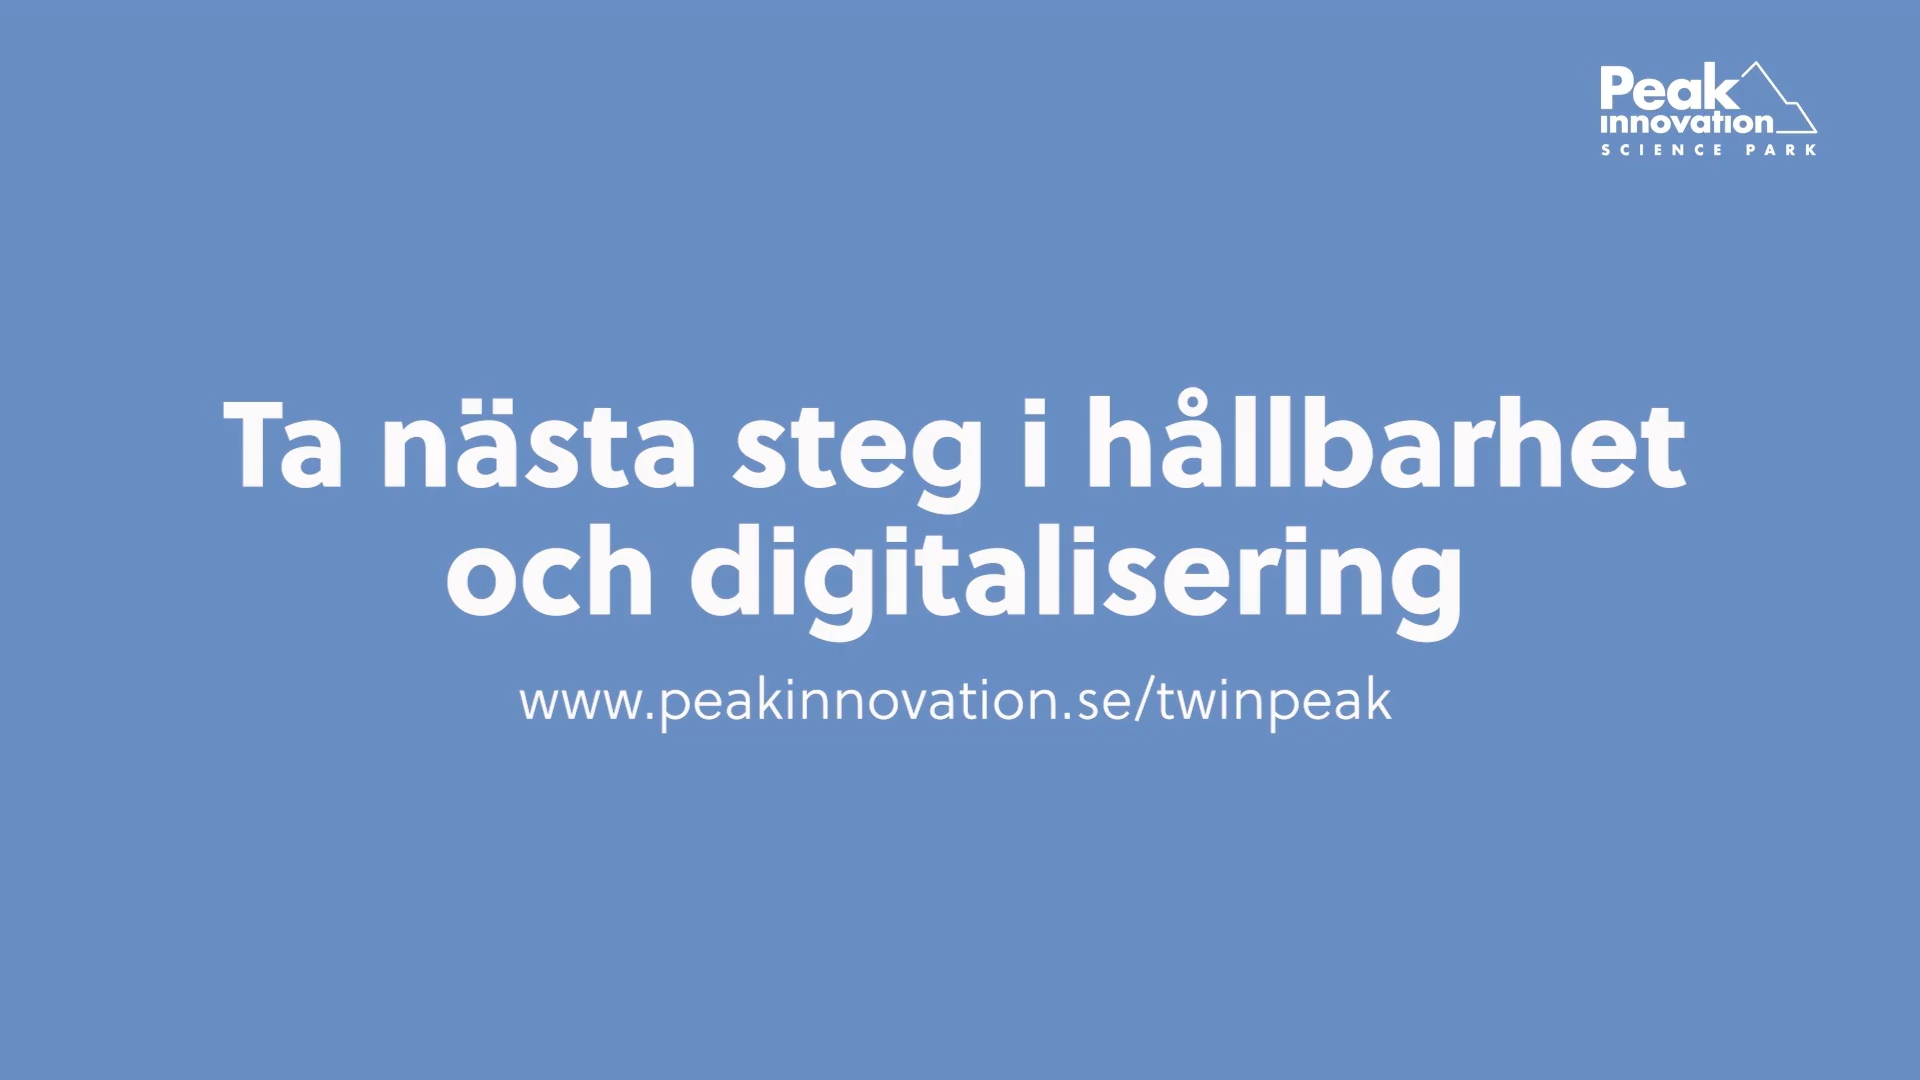 Peak
innovation
SCIENCE PARK
Ta nästa steg i hållbarhet
och digitalisering
www.peakinnovation.se/twinpeak